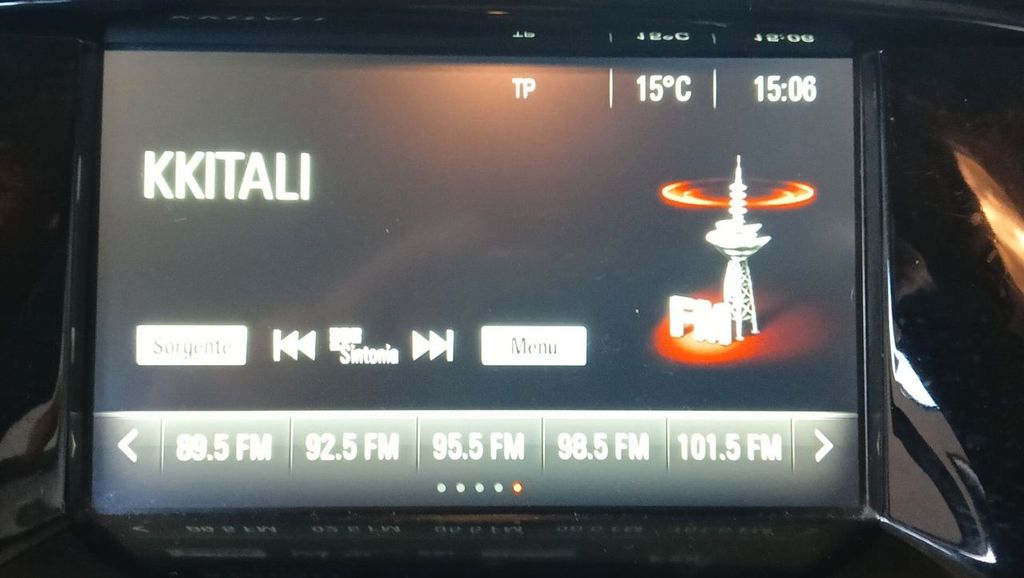 TP 15°C 15:06
KKITALI
FM
Sorgente Sintonia Menu
89.5 FM 92.5 FM 95.5 FM 98.5 FM 101.5 FM